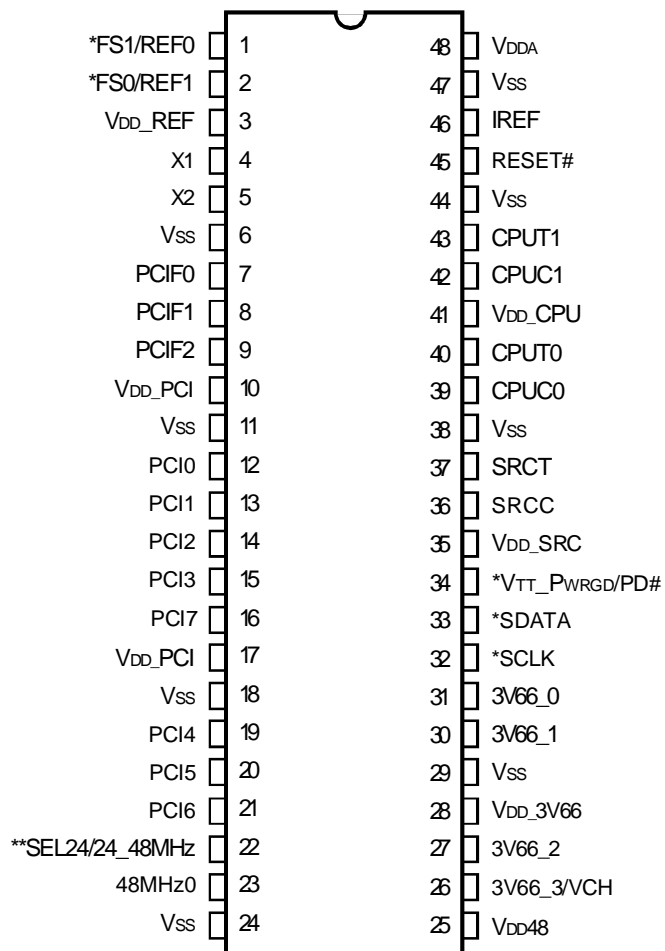 *FS1/REF0 1 48 VDDA
*FS0/REF1 2 47 VSS
VDD_REF 3 46 IREF
X1 4 45 RESET#
X2 5 44 VSS
VSS 6 43 CPUT1
PCIF0 7 42 CPUC1
PCIF1 8 41 VDD_CPU
PCIF2 9 40 CPUT0
VDD_PCI 10 39 CPUC0
VSS 11 38 VSS
PCI0 12 37 SRCT
PCI1 13 36 SRCC
PCI2 14 35 VDD_SRC
PCI3 15 34 *VTT_PWRGD/PD#
PCI7 16 33 *SDATA
VDD_PCI 17 32 *SCLK
VSS 18 31 3V66_0
PCI4 19 30 3V66_1
PCI5 20 29 VSS
PCI6 21 28 VDD_3V66
**SEL24/24_48MHz 22 27 3V66_2
48MHz0 23 26 3V66_3/VCH
VSS 24 25 VDD48